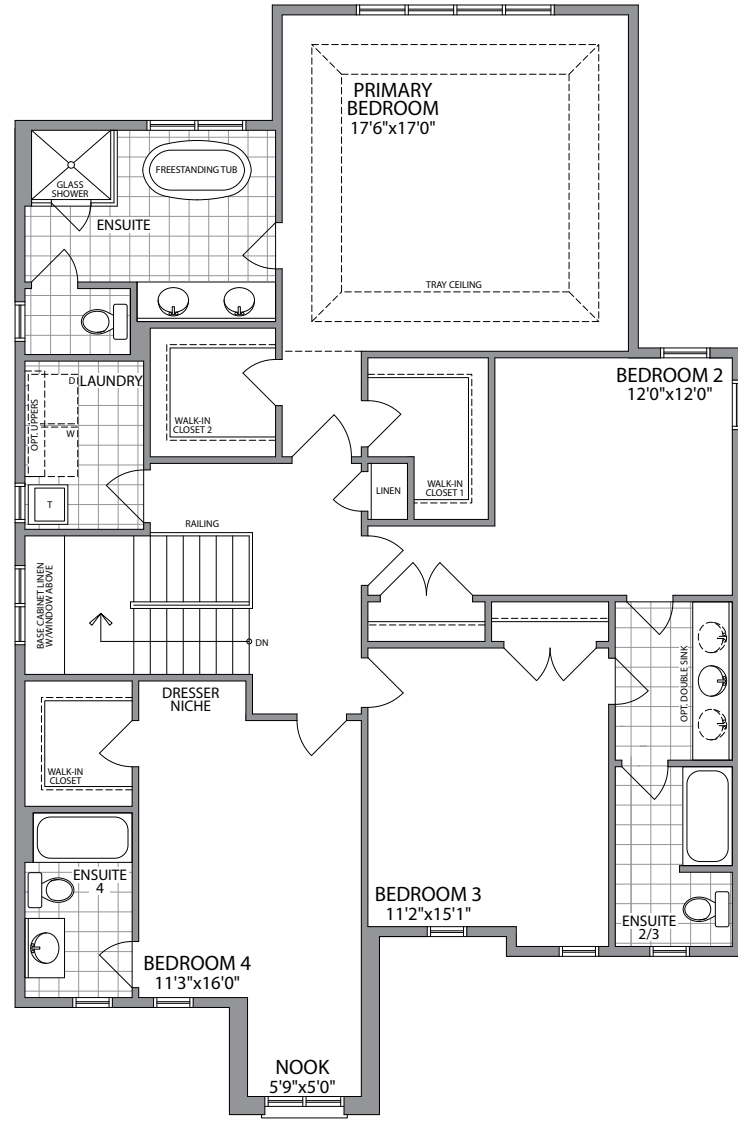 PRIMARY
BEDROOM
17'6"x17'0"
TRAY CEILING
GLASS
SHOWER
FREESTANDING TUB
ENSUITE
LAUNDRY
D
OPT. UPPERS
W
T
WALK-IN
CLOSET 2
BEDROOM 2
12'0"x12'0"
WALK-IN
CLOSET 1
LINEN
RAILING
BASE CABINET LINEN
W/WINDOW ABOVE
DN
OPT. DOUBLE SINK
DRESSER
NICHE
WALK-IN
CLOSET
ENSUITE
4
BEDROOM 4
11'3"x16'0"
BEDROOM 3
11'2"x15'1"
ENSUITE
2/3
NOOK
5'9"x5'0"